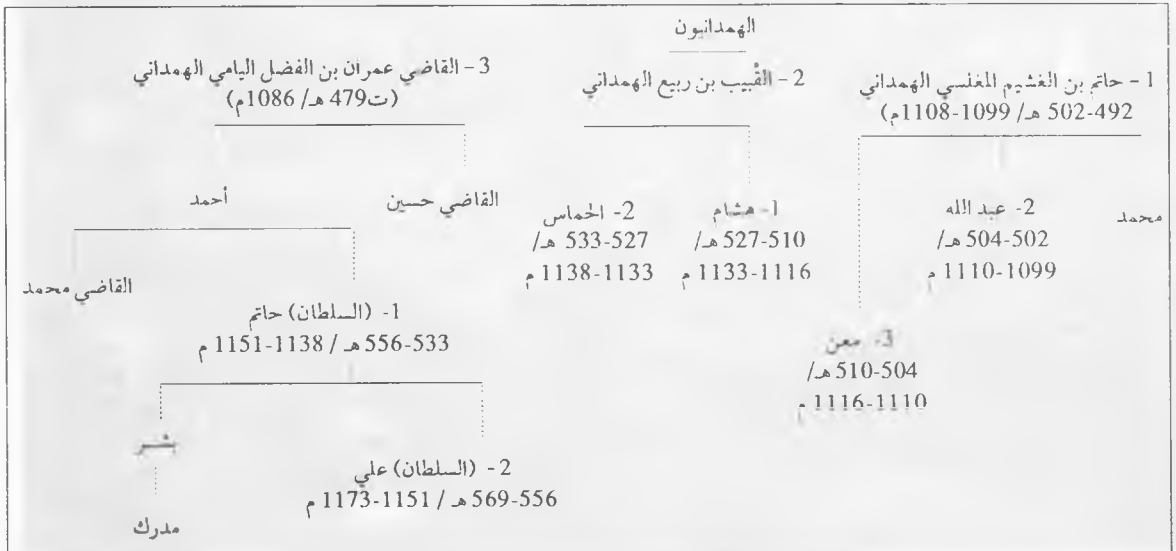 الهمدانيون
1 - حاتم بن الغشيم المغلسي الهمداني
492-502 هـ/ 1099-1108م)
2 - القُبيب بن ربيع الهمداني
3 - القاضي عمران بن الفضل اليامي الهمداني
(ت479 هـ/ 1086م)
محمد
2- عبد الله
502-504 هـ/
1099-1110 م
3- معن
504-510 هـ/
1110-1116 م
1- هشام
510-527 هـ/
1116-1133 م
2- الحماس
527-533 هـ/
1133-1138 م
القاضي حسين
أحمد
1- (السلطان) حاتم
533-556 هـ / 1138-1151 م
القاضي محمد
2- (السلطان) علي
556-569 هـ / 1151-1173 م
بشر
مدرك